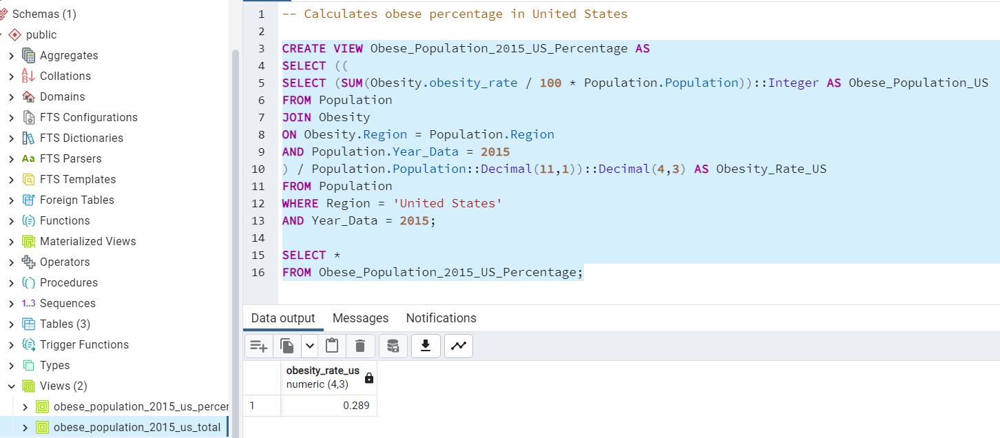 Schemas (1)
public
Aggregates
Collations
Domains
FTS Configurations
FTS Dictionaries
Aa FTS Parsers
FTS Templates
Foreign Tables
Functions
Materialized Views
Operators
Procedures
1..3 Sequences
Tables (3)
Trigger Functions
Types
Views (2)
obese_population_2015_us_percer
obese_population_2015_us_total
1 -- Calculates obese percentage in United States
2
3 CREATE VIEW Obese_Population_2015_US_Percentage AS
4 SELECT ((
5 SELECT (SUM(Obesity.obesity_rate / 100 * Population.Population))::Integer AS Obese_Population_US
6 FROM Population
7 JOIN Obesity
8 ON Obesity.Region = Population.Region
9 AND Population.Year_Data = 2015
10 ) / Population.Population::Decimal(11,1))::Decimal(4,3) AS Obesity_Rate_US
11 FROM Population
12 WHERE Region = 'United States'
13 AND Year_Data = 2015;
14
15 SELECT *
16 FROM Obese_Population_2015_US_Percentage;
Data output Messages Notifications
obesity_rate_us
numeric (4,3)
1 0.289